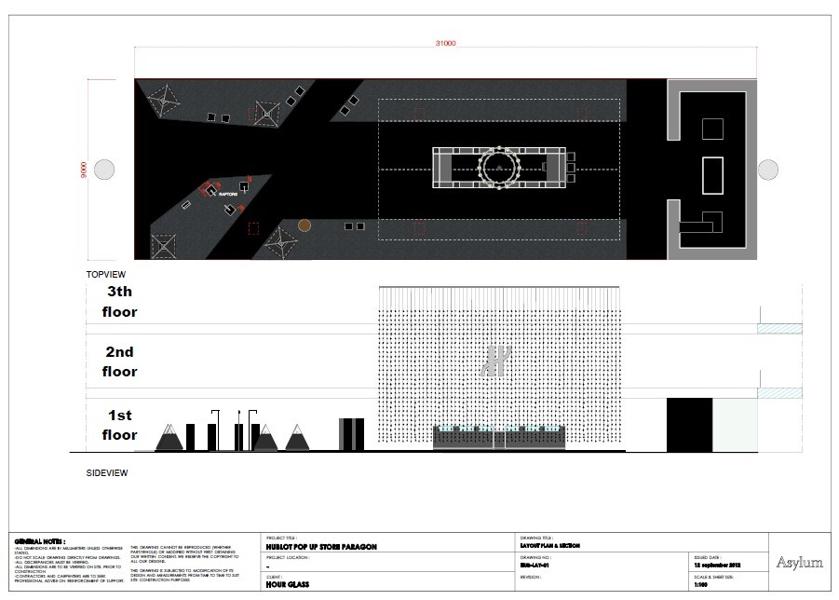 31000
9000
RAPTORS
TOPVIEW
3th
floor
2nd
floor
1st
floor
SIDEVIEW
GENERAL NOTES :
-ALL DIMENSIONS ARE IN MILLIMETERS UNLESS OTHERWISE
STATED.
-DO NOT SCALE DRAWING DIRECTLY FROM DRAWINGS.
-ALL DISCREPANCIES MUST BE VERIFIED.
-ALL DIMENSIONS ARE TO BE VERIFIED ON SITE, PRIOR TO
CONSTRUCTION
-CONTRACTORS AND CARPENTERS ARE TO SEEK
PROFESSIONAL ADVISE ON REINFORCEMENT OF SUPPORT.
THIS DRAWING CANNOT BE REPRODUCED (WHETHER
PART/WHOLE) OR MODIFIED WITHOUT FIRST OBTAINING
OUR WRITTEN CONSENT. WE RESERVE THE COPYRIGHT TO
ALL OUR DESIGNS.
THIS DRAWING IS SUBJECTED TO MODIFICATION OF ITS
DESIGN AND MEASUREMENTS FROM TIME TO TIME TO SUIT
SITE CONSTRUCTION PURPOSES.
PROJECT TITLE :
HUBLOT POP UP STORE PARAGON
PROJECT LOCATION :
-
CLIENT :
HOUR GLASS
DRAWING TITLE :
LAYOUT PLAN & SECTION
DRAWING NO :
HUB-LAY-01
REVISION :
ISSUED DATE :
12 september 2012
SCALE & SHEET SIZE:
1:100
Asylum